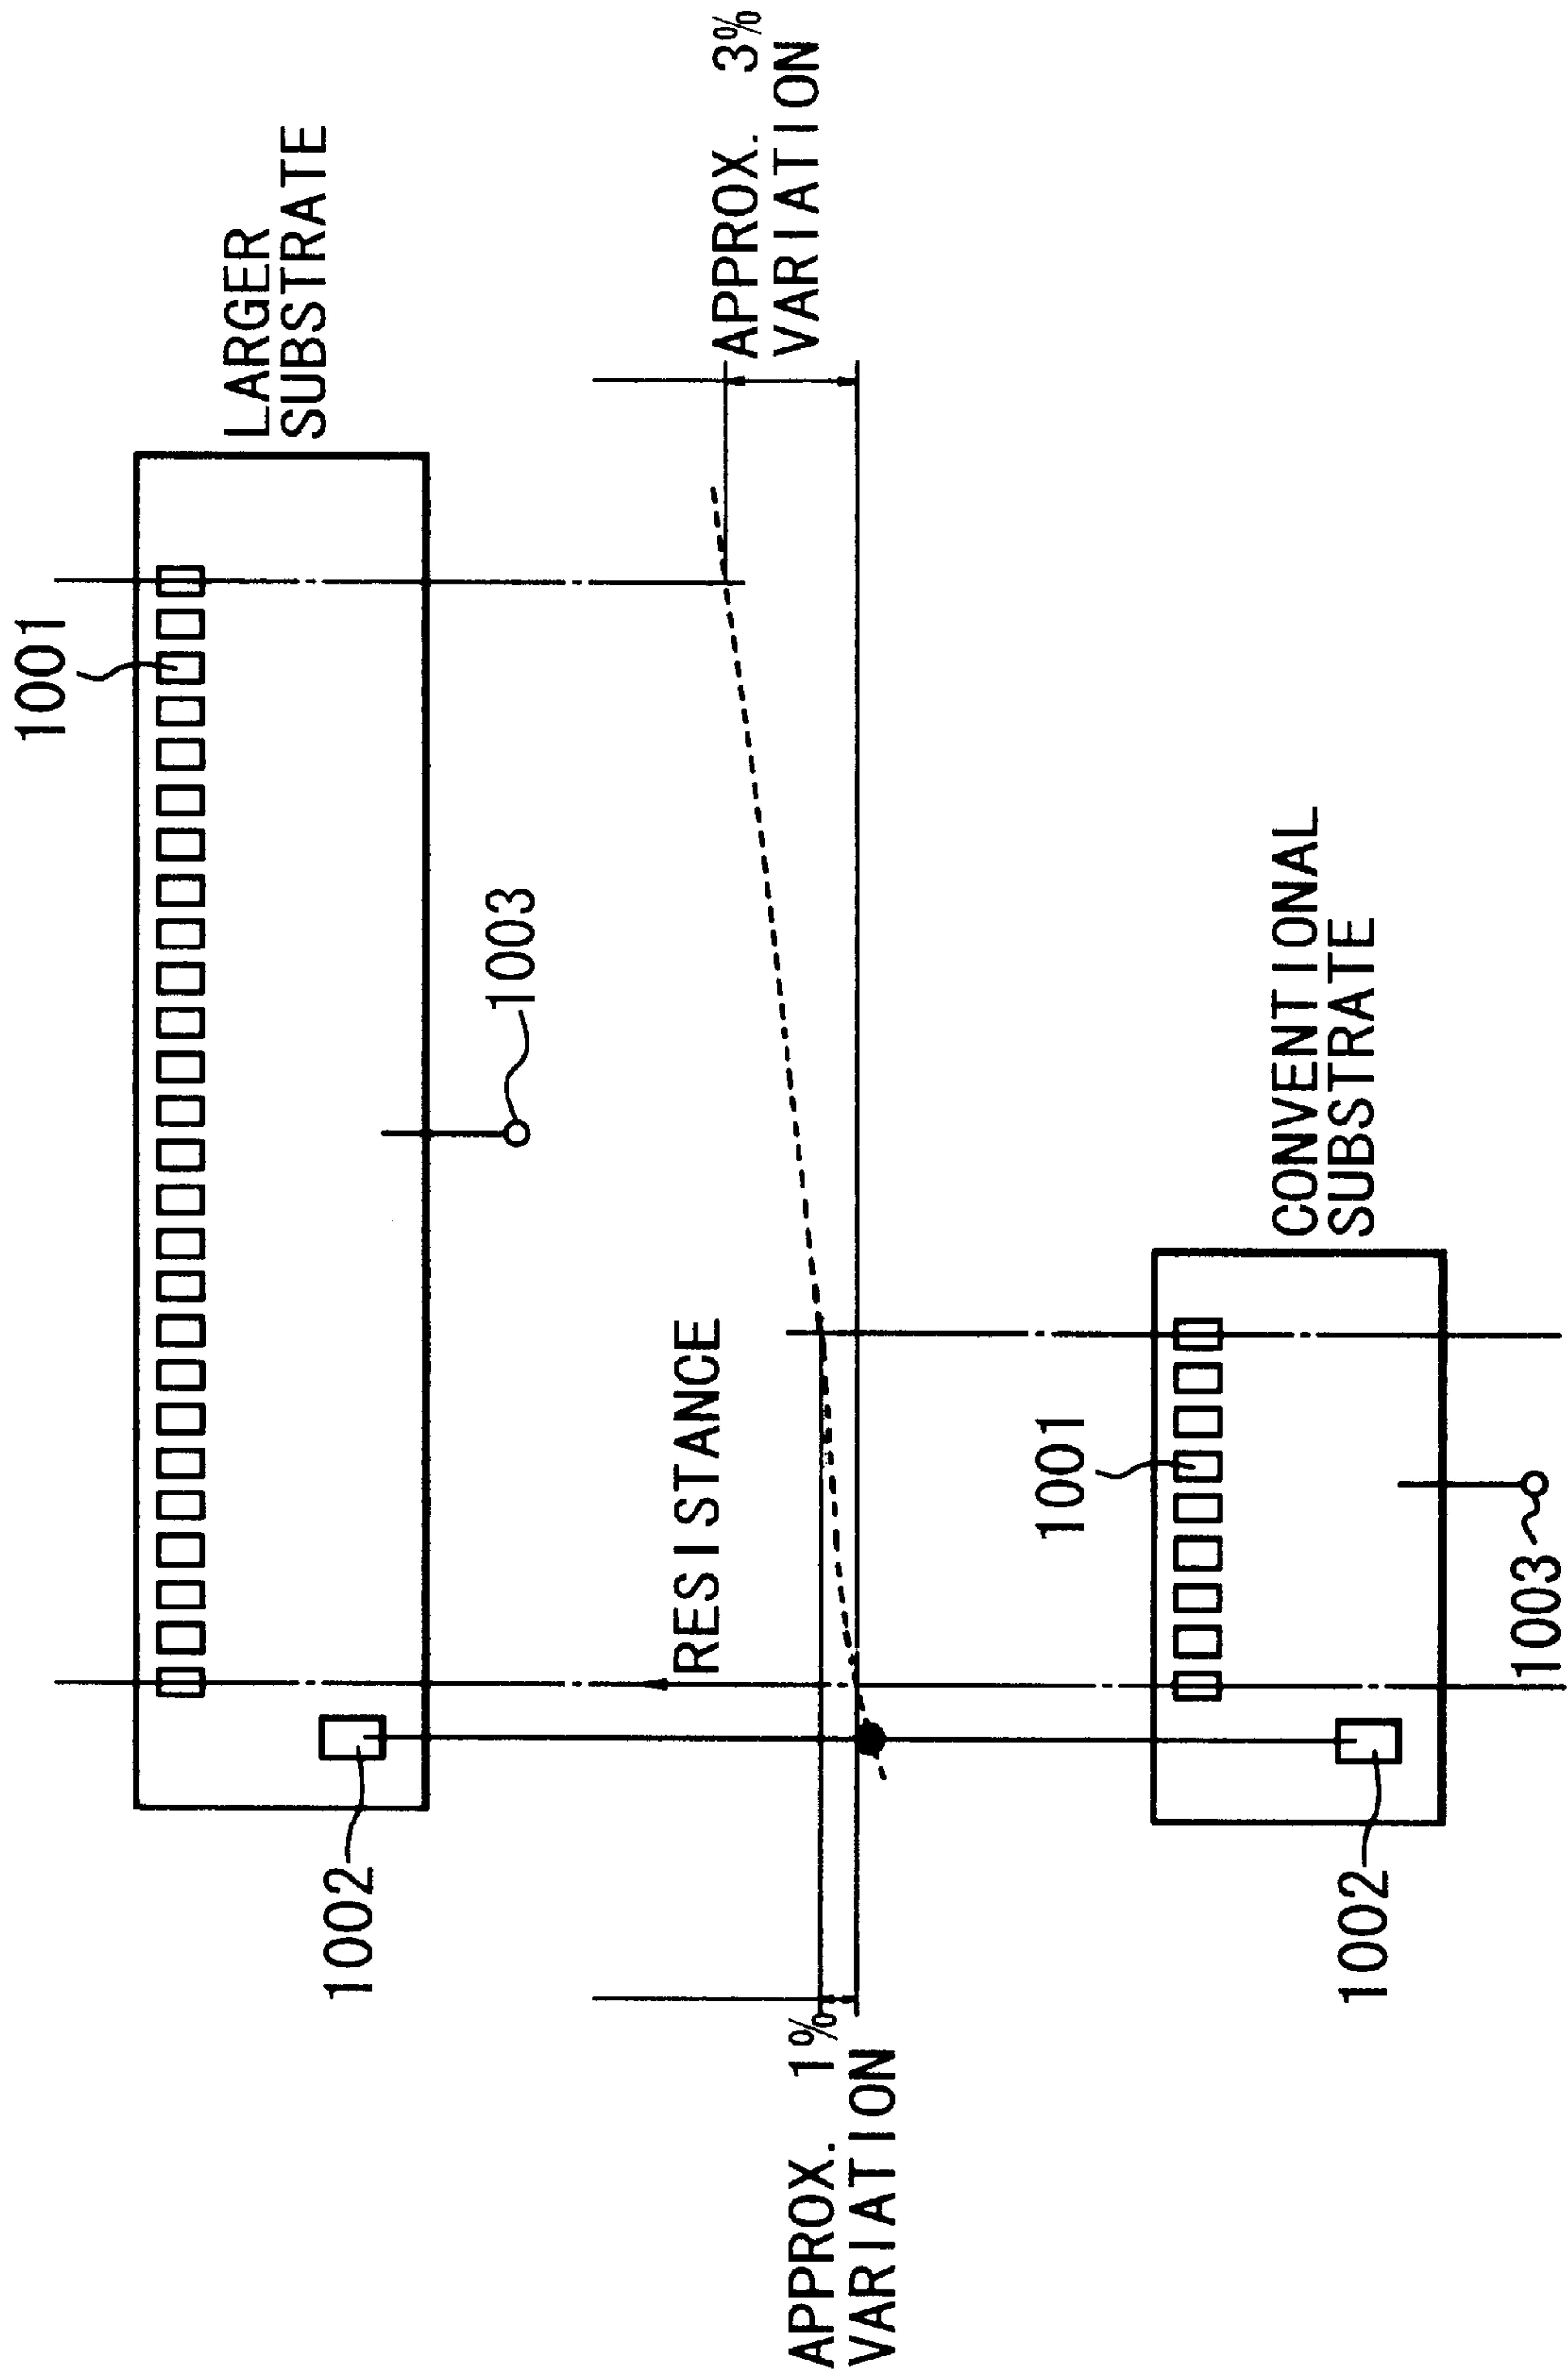 1001
LARGER
SUBSTRATE
1002
1003
RESISTANCE
APPROX. 3%
VARIATION
APPROX. 1%
VARIATION
1001
CONVENTIONAL
SUBSTRATE
1002
1003